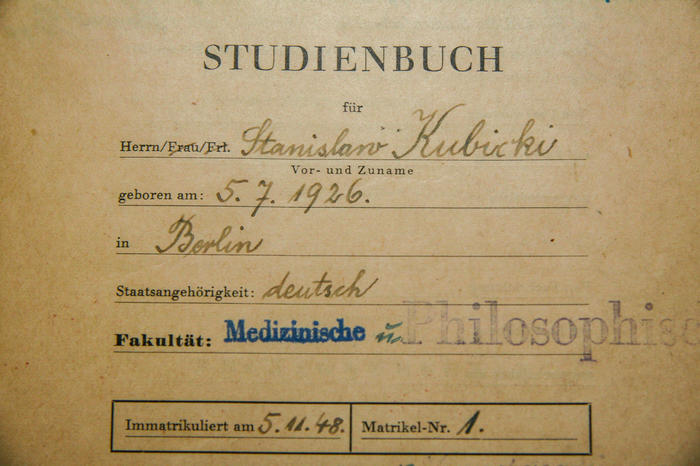 STUDIENBUCH
für
Herrn/Frau/Frl. Stanislaw Kubicki
Vor- und Zuname
geboren am: 5. 7. 1926.
in Berlin
Staatsangehörigkeit: deutsch
Fakultät: Medizinische u. Philosophisc
Immatrikuliert am 5.11.48. Matrikel-Nr. 1.